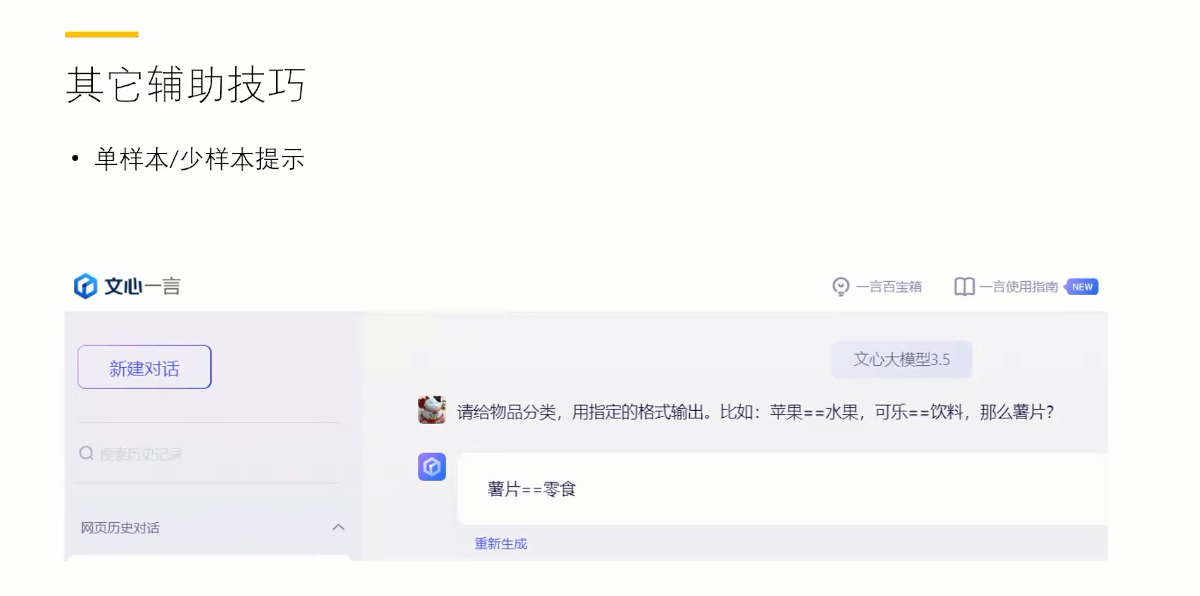 其它辅助技巧
• 单样本/少样本提示
文心一言
一言百宝箱
一言使用指南 NEW
新建对话
文心大模型3.5
请给物品分类，用指定的格式输出。比如：苹果==水果，可乐==饮料，那么薯片？
搜索历史记录
薯片==零食
网页历史对话
重新生成